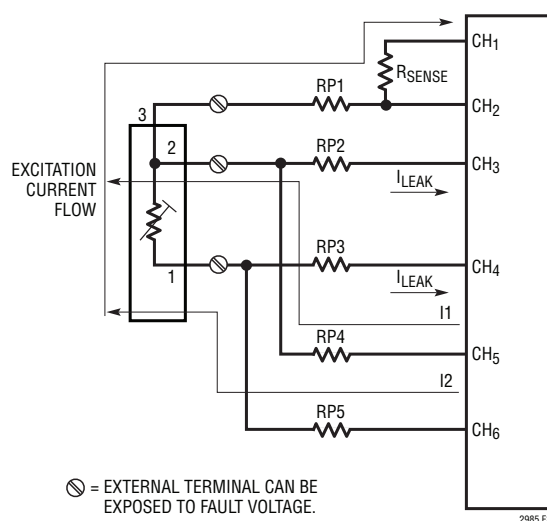 CH1
RSENSE
RP1
CH2
3
RP2
2
CH3
EXCITATION
CURRENT
FLOW
ILEAK
RP3
1
CH4
ILEAK
I1
RP4
CH5
I2
RP5
CH6
= EXTERNAL TERMINAL CAN BE
EXPOSED TO FAULT VOLTAGE.